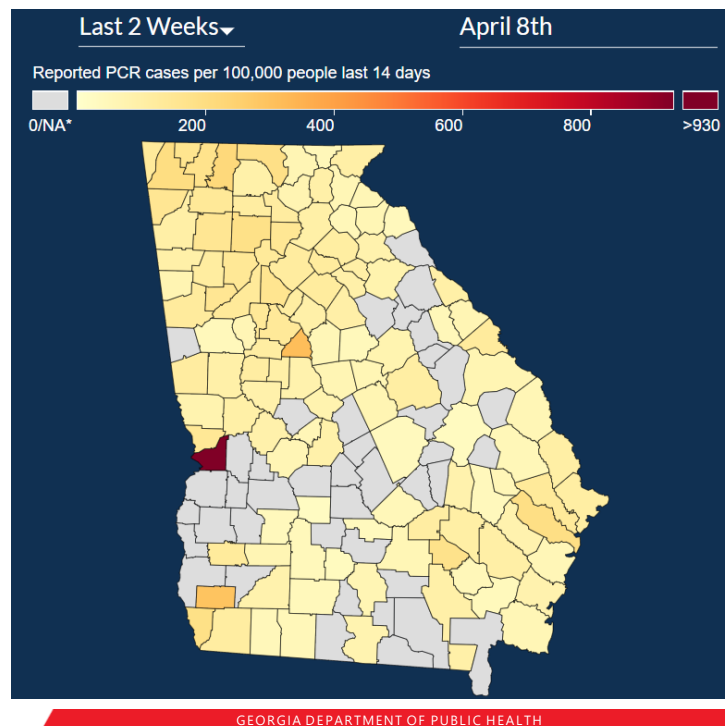 Last 2 Weeks April 8th
Reported PCR cases per 100,000 people last 14 days
0/NA* 200 400 600 800 >930
GEORGIA DEPARTMENT OF PUBLIC HEALTH